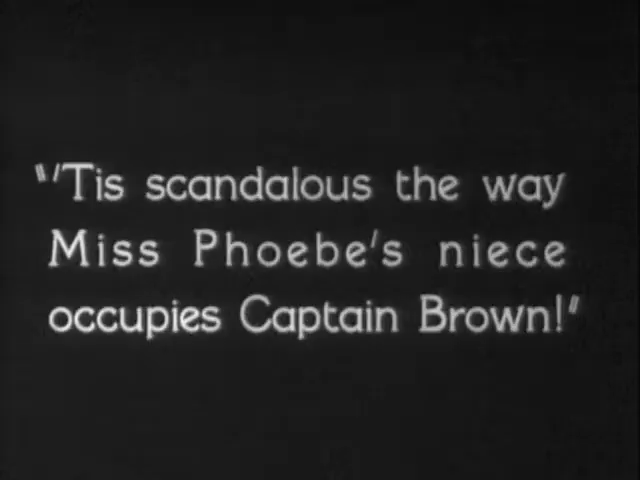 "'Tis scandalous the way
Miss Phoebe's niece
occupies Captain Brown!"